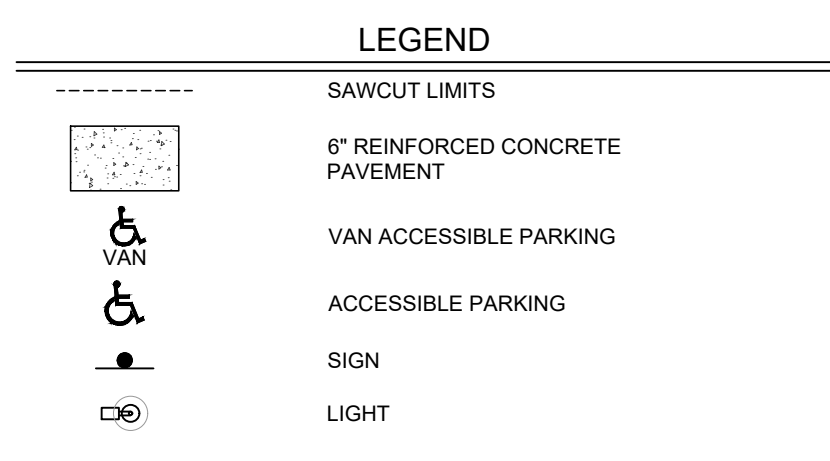 LEGEND
SAWCUT LIMITS
6" REINFORCED CONCRETE
PAVEMENT
VAN
VAN ACCESSIBLE PARKING
ACCESSIBLE PARKING
SIGN
LIGHT